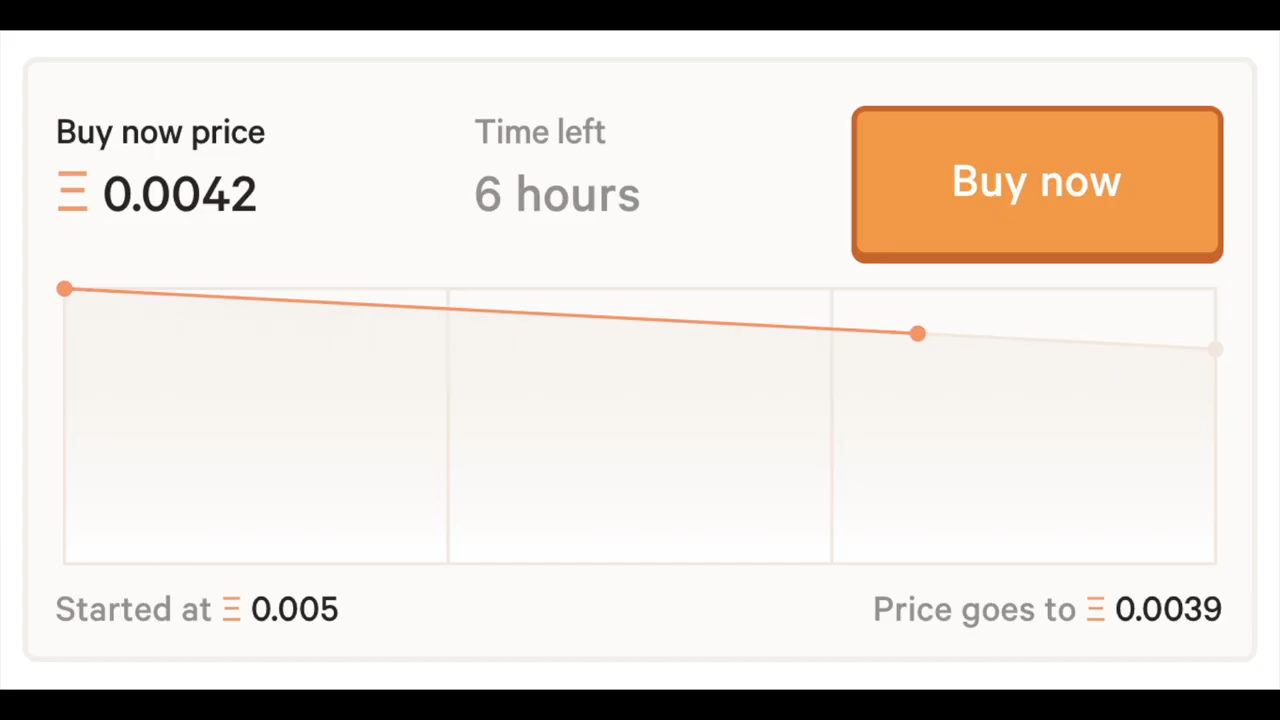 Buy now price
Ξ 0.0042
Time left
6 hours
Buy now
Started at Ξ 0.005
Price goes to Ξ 0.0039